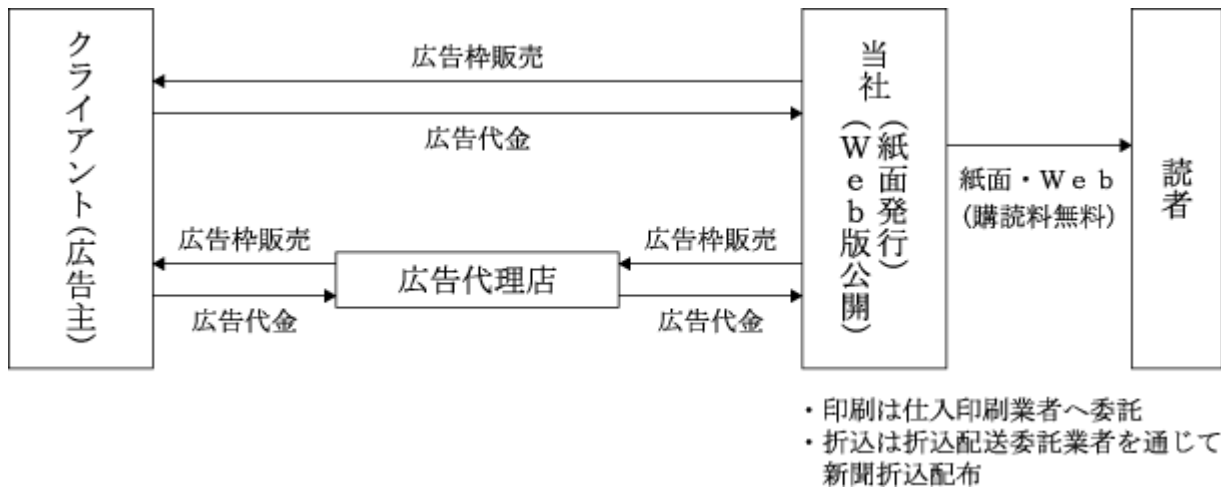 クライアント(広告主)
広告枠販売
広告代金
広告枠販売
広告代金
広告代理店
広告枠販売
広告代金
当社
(紙面発行)
(Web版公開)
紙面・Web
(購読料無料)
読者
・印刷は仕入印刷業者へ委託
・折込は折込配送委託業者を通じて
新聞折込配布